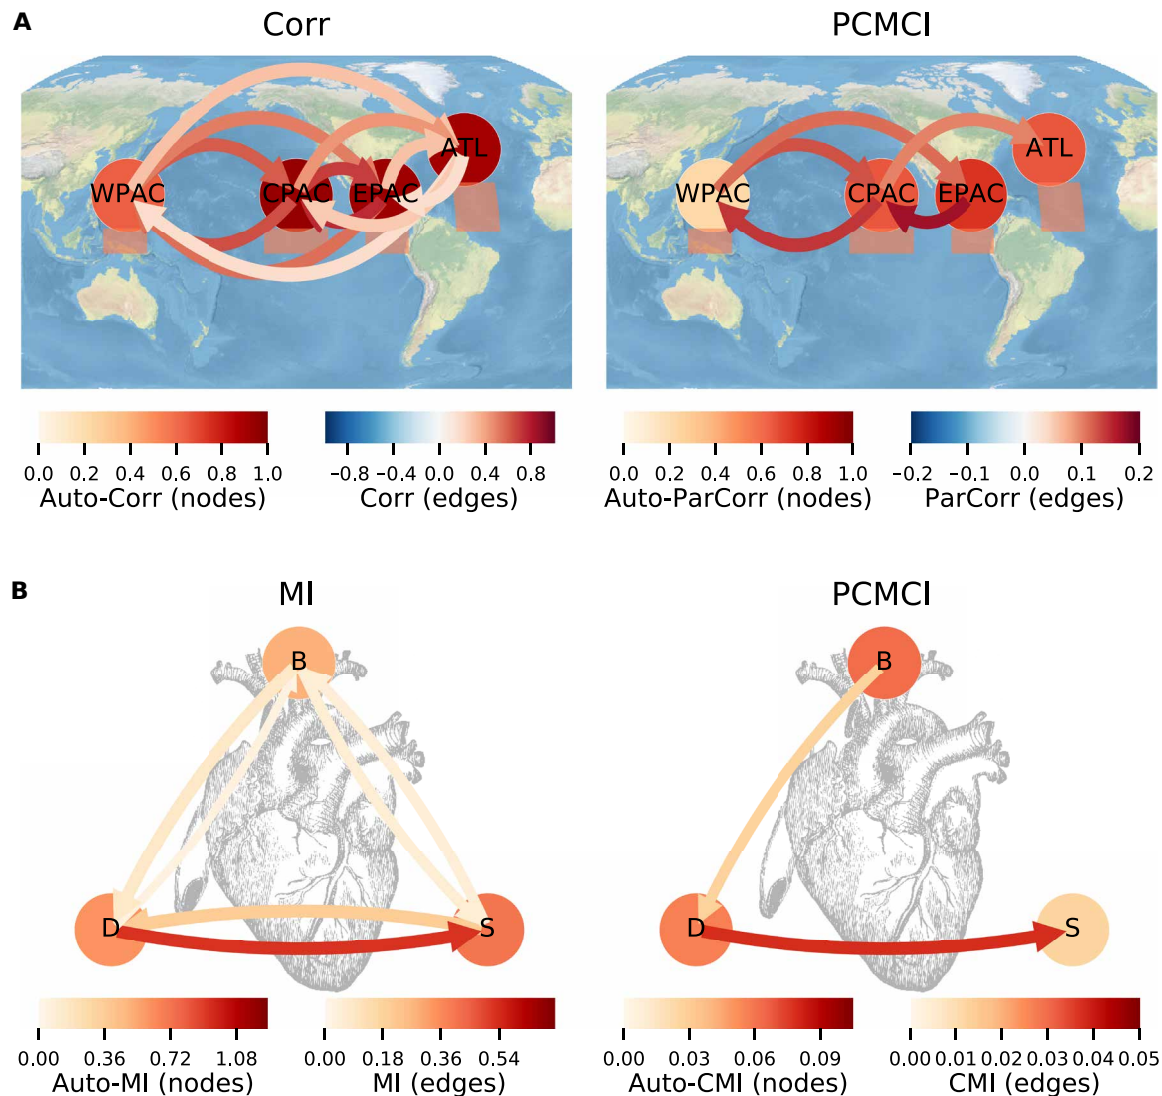 A
Corr
PCMCI
ATL
ATL
WPAC
CPAC
EPAC
WPAC
CPAC
EPAC
0.0 0.2 0.4 0.6 0.8 1.0
Auto-Corr (nodes)
−0.8 −0.4 0.0 0.4 0.8
Corr (edges)
0.0 0.2 0.4 0.6 0.8 1.0
Auto-ParCorr (nodes)
−0.2 −0.1 0.0 0.1 0.2
ParCorr (edges)
B
MI
PCMCI
B
B
D
S
D
S
0.00 0.36 0.72 1.08
Auto-MI (nodes)
0.00 0.18 0.36 0.54
MI (edges)
0.00 0.03 0.06 0.09
Auto-CMI (nodes)
0.00 0.01 0.02 0.03 0.04 0.05
CMI (edges)